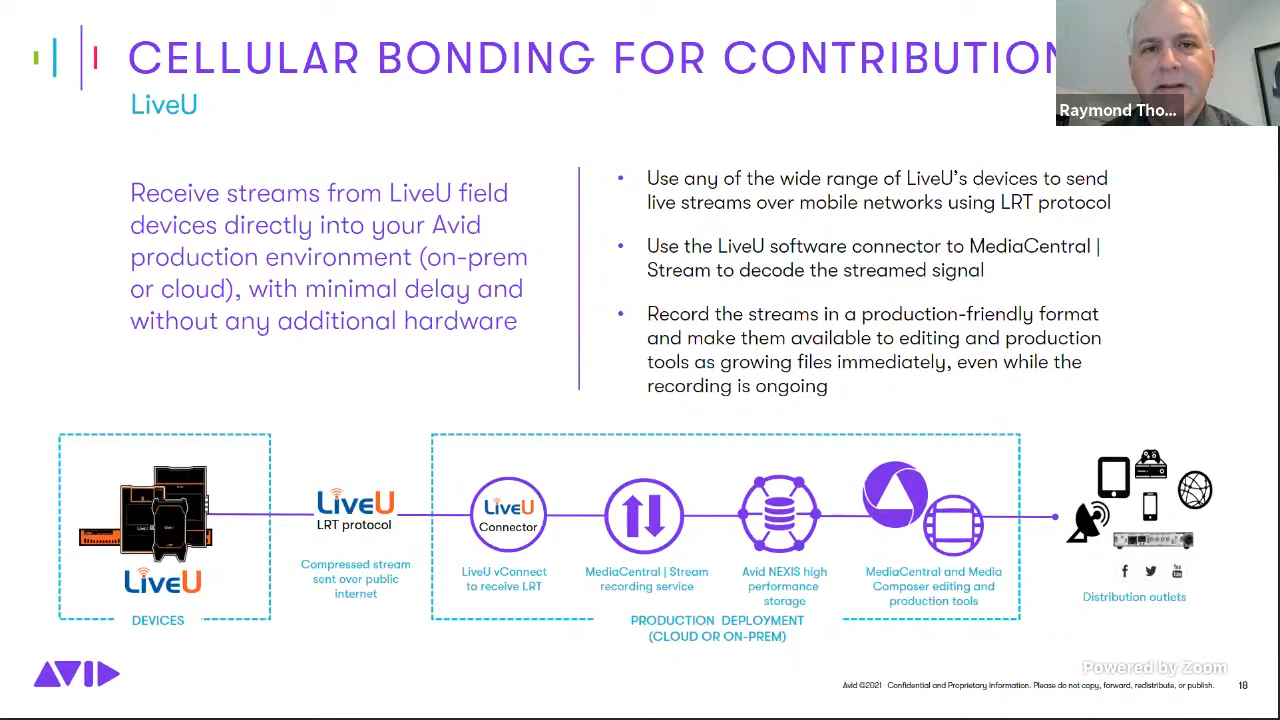 CELLULAR BONDING FOR CONTRIBUTION
LiveU
Raymond Tho...
Receive streams from LiveU field
devices directly into your Avid
production environment (on-prem
or cloud), with minimal delay and
without any additional hardware
• Use any of the wide range of LiveU's devices to send
live streams over mobile networks using LRT protocol
• Use the LiveU software connector to MediaCentral |
Stream to decode the streamed signal
• Record the streams in a production-friendly format
and make them available to editing and production
tools as growing files immediately, even while the
recording is ongoing
LiveU
DEVICES
LiveU
LRT protocol
Compressed stream
sent over public
internet
LiveU
Connector
LiveU vConnect
to receive LRT
MediaCentral | Stream
recording service
Avid NEXIS high
performance
storage
MediaCentral and Media
Composer editing and
production tools
PRODUCTION DEPLOYMENT
(CLOUD OR ON-PREM)
Distribution outlets
AVID
Powered by Zoom
Avid ©2021 Confidential and Proprietary Information. Please do not copy, forward, redistribute, or publish.
18